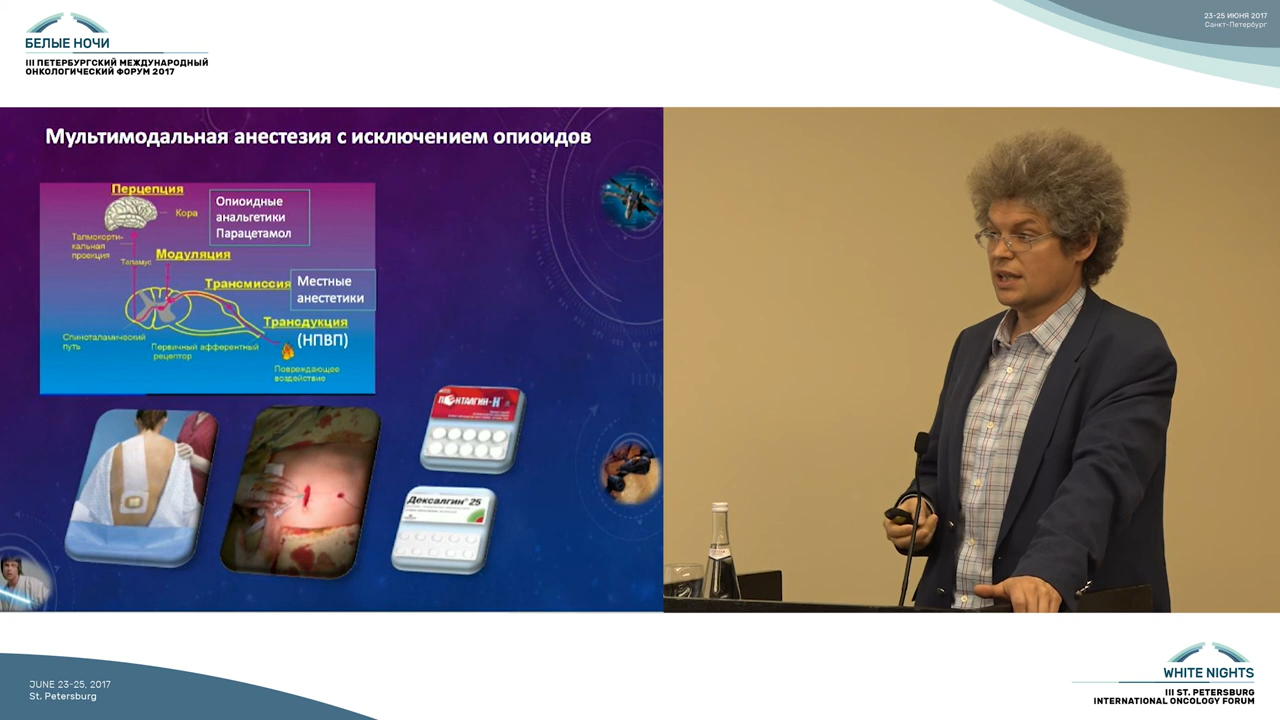 БЕЛЫЕ НОЧИ
III ПЕТЕРБУРГСКИЙ МЕЖДУНАРОДНЫЙ
ОНКОЛОГИЧЕСКИЙ ФОРУМ 2017
23-25 ИЮНЯ 2017
Санкт-Петербург
Мультимодальная анестезия с исключением опиоидов
Перцепция
Кора
Опиоидные
анальгетики
Парацетамол
Таламокорти-
кальная
проекция
Таламус
Модуляция
Трансмиссия
Местные
анестетики
Трансдукция
(НПВП)
Спиноталамический
путь
Первичный афферентный
рецептор
Повреждающее
воздействие
ПЕНТАЛГИН-Н
Дексалгин® 25
JUNE 23-25, 2017
St. Petersburg
WHITE NIGHTS
III ST. PETERSBURG
INTERNATIONAL ONCOLOGY FORUM